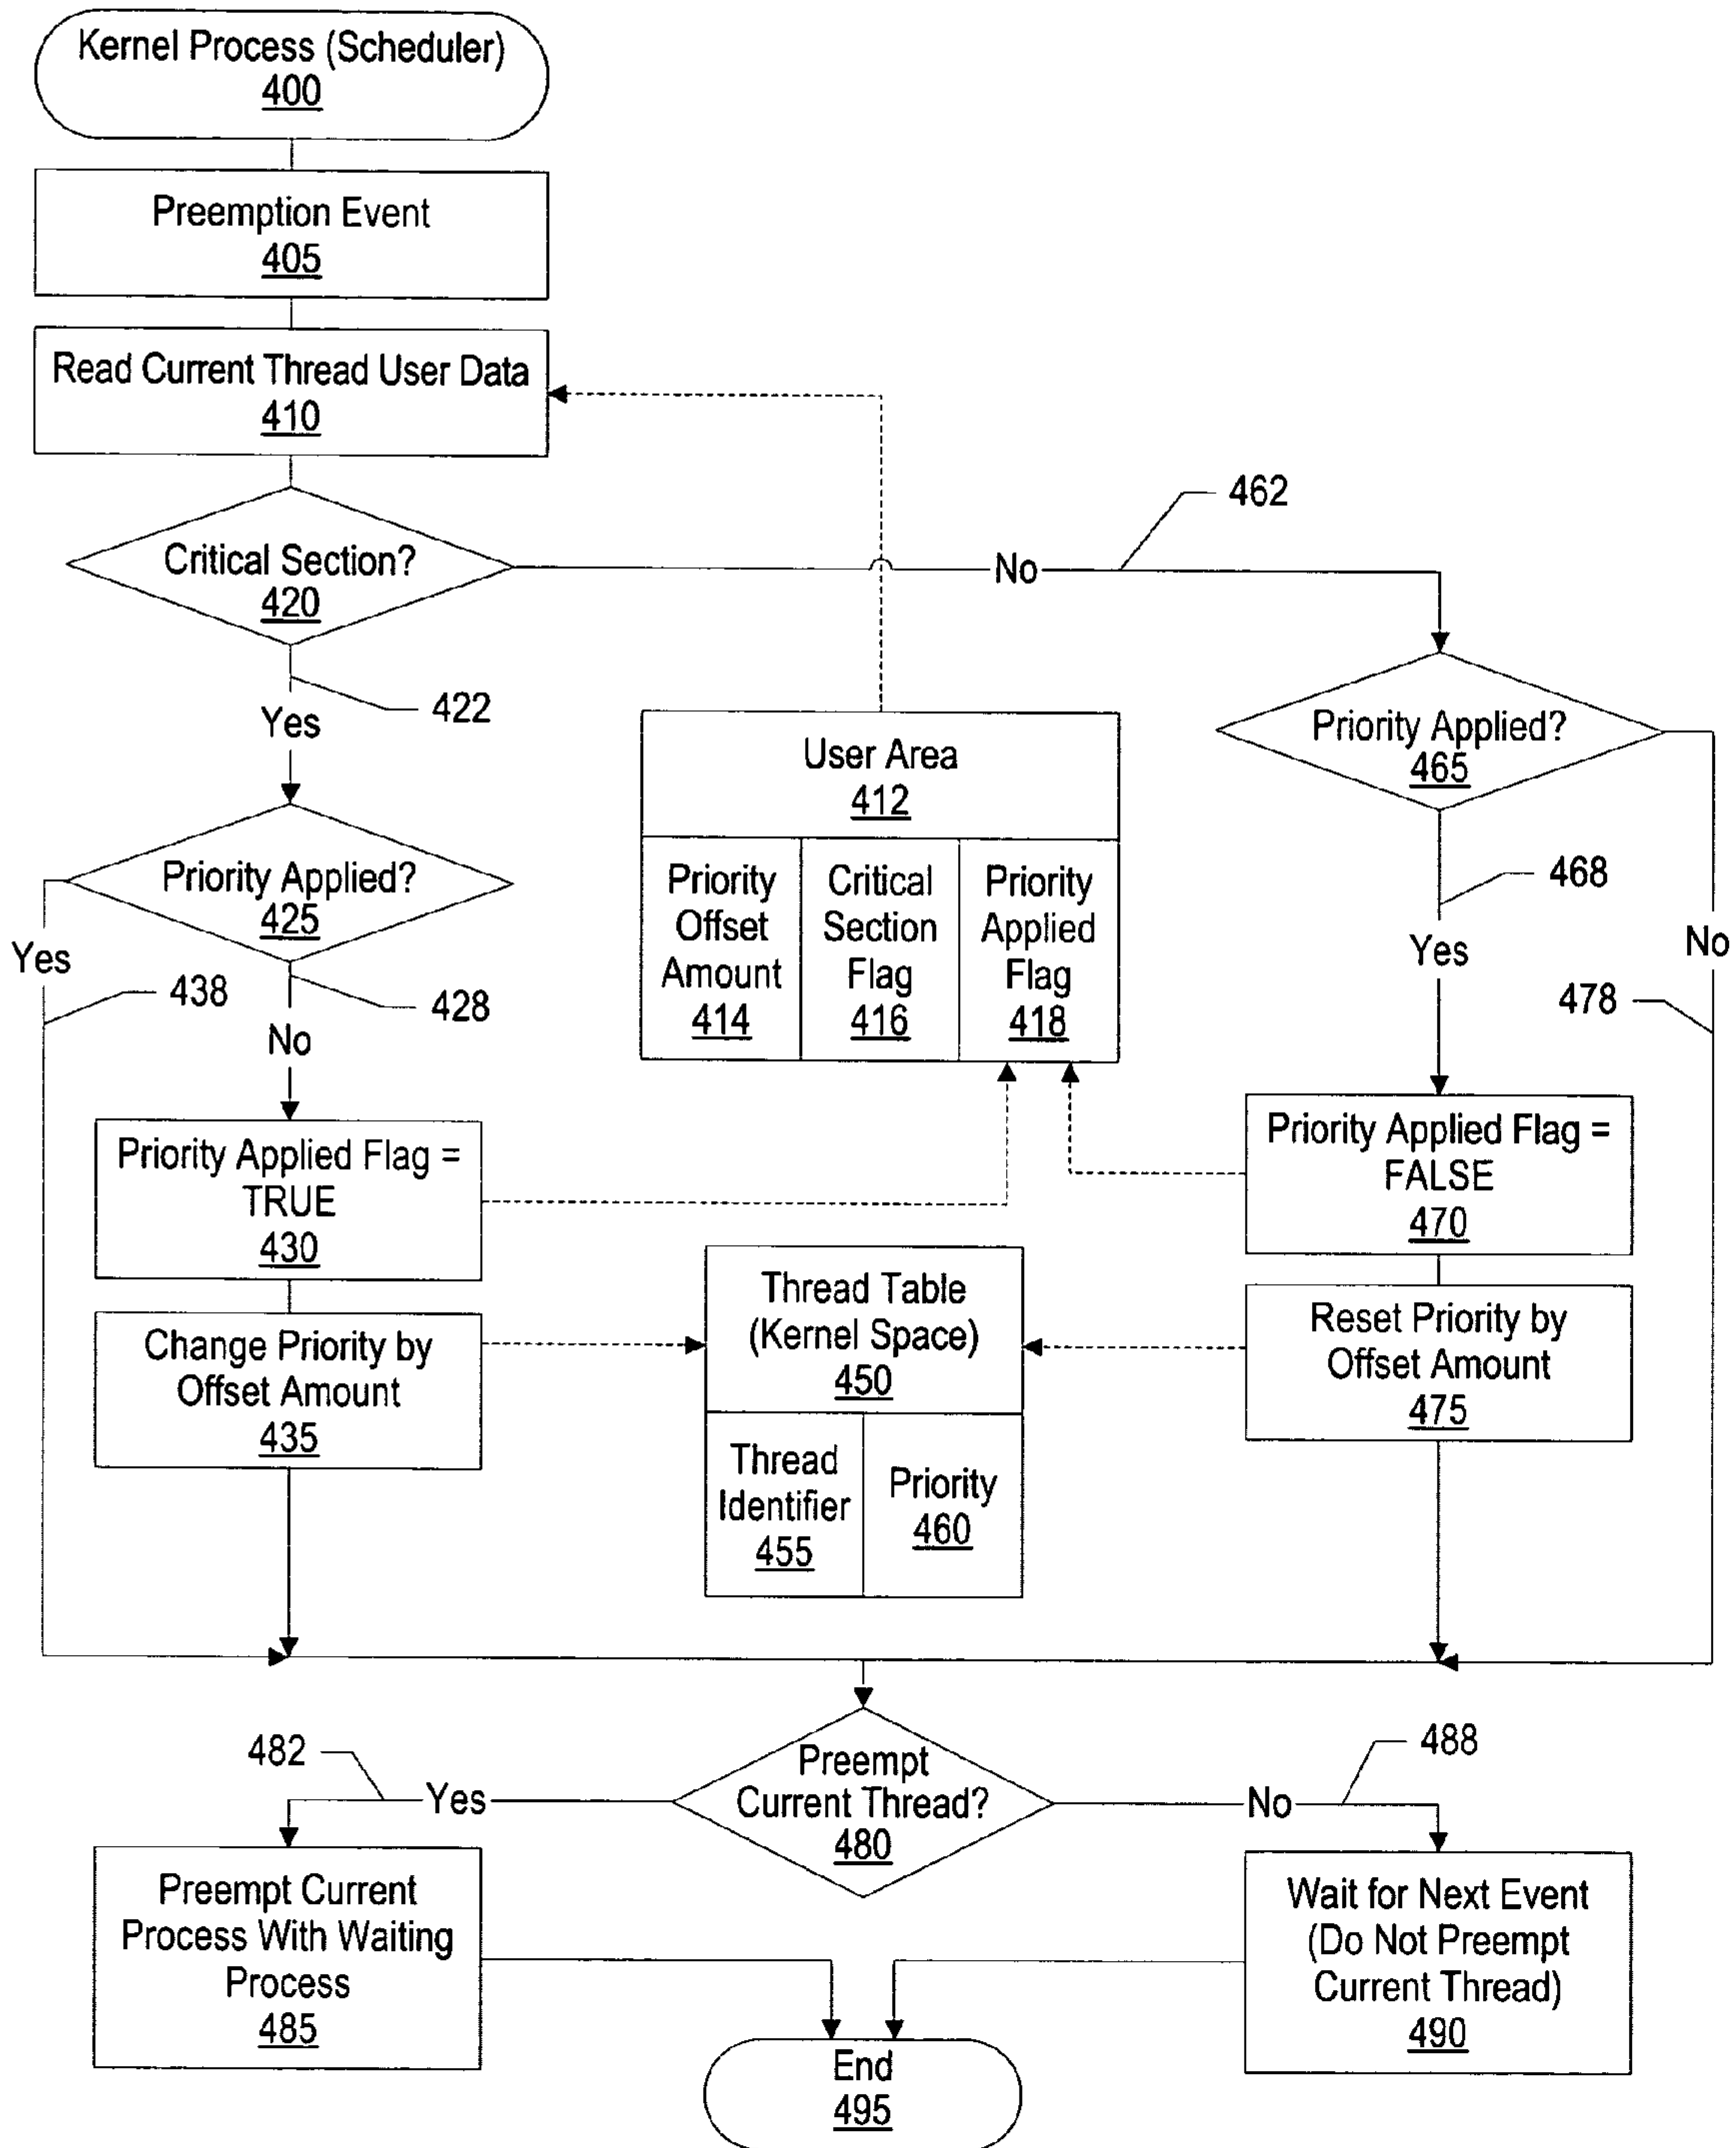 Kernel Process (Scheduler)
400
Preemption Event
405
Read Current Thread User Data
410
462
Critical Section?
420
No
422
Yes
Priority Applied?
465
User Area
412
Priority Applied?
425
Priority
Offset
Amount
414
Critical
Section
Flag
416
Priority
Applied
Flag
418
468
Yes
No
Yes
438
428
478
No
Priority Applied Flag =
TRUE
430
Priority Applied Flag =
FALSE
470
Change Priority by
Offset Amount
435
Thread Table
(Kernel Space)
450
Reset Priority by
Offset Amount
475
Thread
Identifier
455
Priority
460
482
Yes
Preempt
Current Thread?
480
488
No
Preempt Current
Process With Waiting
Process
485
Wait for Next Event
(Do Not Preempt
Current Thread)
490
End
495